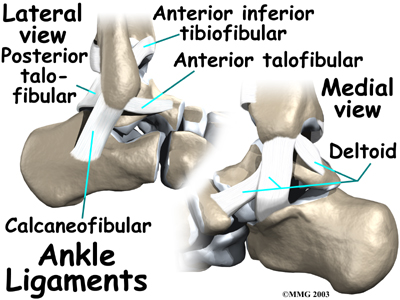 Lateral
view
Anterior inferior
tibiofibular
Posterior
talo-
fibular
Anterior talofibular
Medial
view
Deltoid
Calcaneofibular
Ankle
Ligaments
©MMG 2003